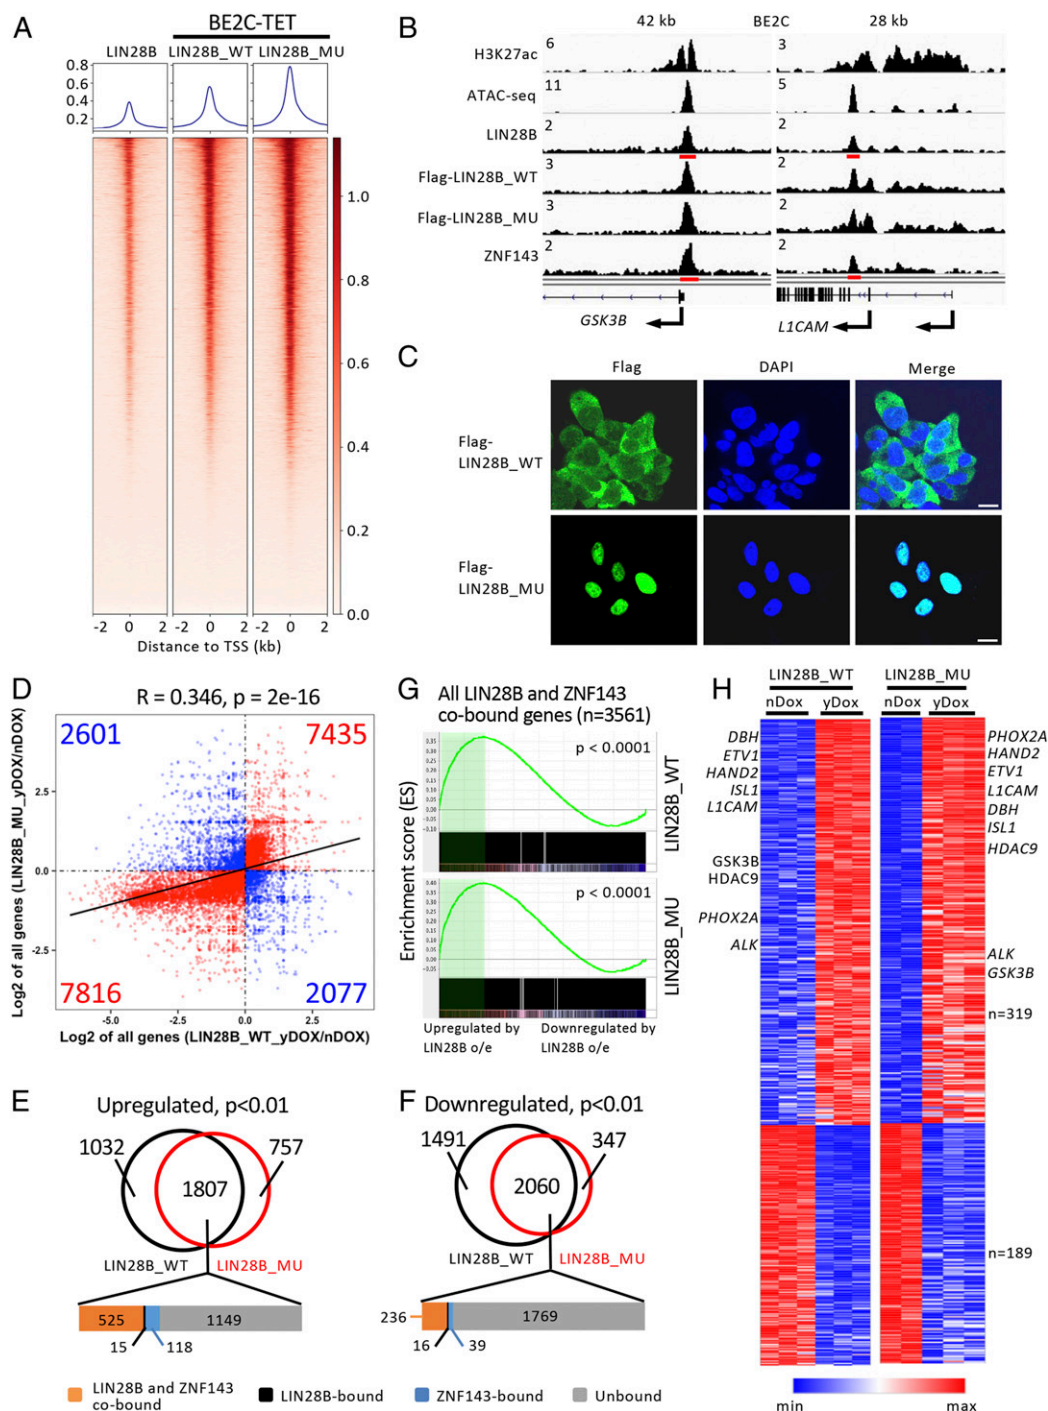 A
BE2C-TET
LIN28B LIN28B_WT LIN28B_MU
0.8
0.6
0.4
0.2
1.0
0.8
0.6
0.4
0.2
0.0
-2 0 2 -2 0 2 -2 0 2
Distance to TSS (kb)
B
42 kb BE2C 28 kb
H3K27ac 6 3
ATAC-seq 11 5
LIN28B 2 2
Flag-LIN28B_WT 3 2
Flag-LIN28B_MU 3 2
ZNF143 2 2
GSK3B L1CAM
C
Flag DAPI Merge
Flag-
LIN28B_WT
Flag-
LIN28B_MU
D
R = 0.346, p = 2e-16
2601 7435
7816 2077
Log2 of all genes (LIN28B_MU_yDOX/nDOX)
2.5
0.0
-2.5
-5.0 -2.5 0.0 2.5
Log2 of all genes (LIN28B_WT_yDOX/nDOX)
E
Upregulated, p<0.01
1032 757
1807
LIN28B_WT LIN28B_MU
525 1149
15 118
F
Downregulated, p<0.01
1491 347
2060
LIN28B_WT LIN28B_MU
236 1769
16 39
LIN28B and ZNF143
co-bound
LIN28B-bound
ZNF143-bound
Unbound
G
All LIN28B and ZNF143
co-bound genes (n=3561)
Enrichment score (ES)
p < 0.0001
LIN28B_WT
p < 0.0001
LIN28B_MU
Upregulated by
LIN28B o/e
Downregulated by
LIN28B o/e
H
LIN28B_WT LIN28B_MU
nDox yDox nDox yDox
DBH
ETV1
HAND2
ISL1
L1CAM
GSK3B
HDAC9
PHOX2A
ALK
PHOX2A
HAND2
ETV1
L1CAM
DBH
ISL1
HDAC9
ALK
GSK3B
n=319
n=189
min max